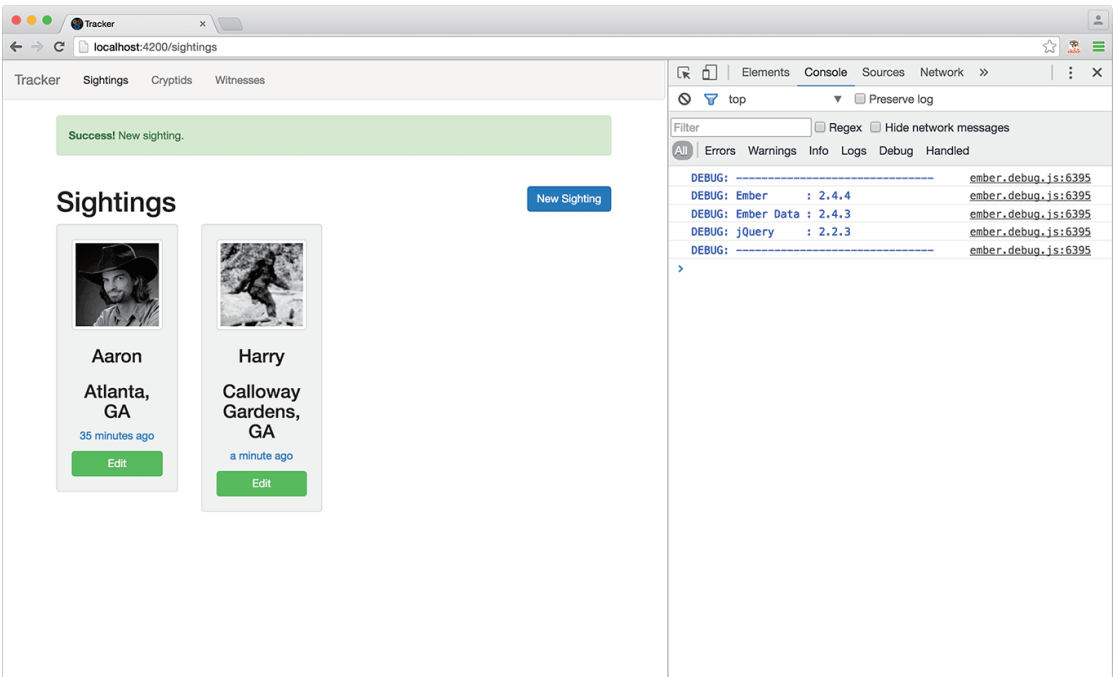 Tracker
localhost:4200/sightings
Tracker Sightings Cryptids Witnesses
Success! New sighting.
Sightings
New Sighting
Aaron
Atlanta,
GA
35 minutes ago
Edit
Harry
Calloway
Gardens,
GA
a minute ago
Edit
Elements Console Sources Network »
top Preserve log
Filter Regex Hide network messages
All Errors Warnings Info Logs Debug Handled
DEBUG: ------------------------------- ember.debug.js:6395
DEBUG: Ember : 2.4.4 ember.debug.js:6395
DEBUG: Ember Data : 2.4.3 ember.debug.js:6395
DEBUG: jQuery : 2.2.3 ember.debug.js:6395
DEBUG: ------------------------------- ember.debug.js:6395